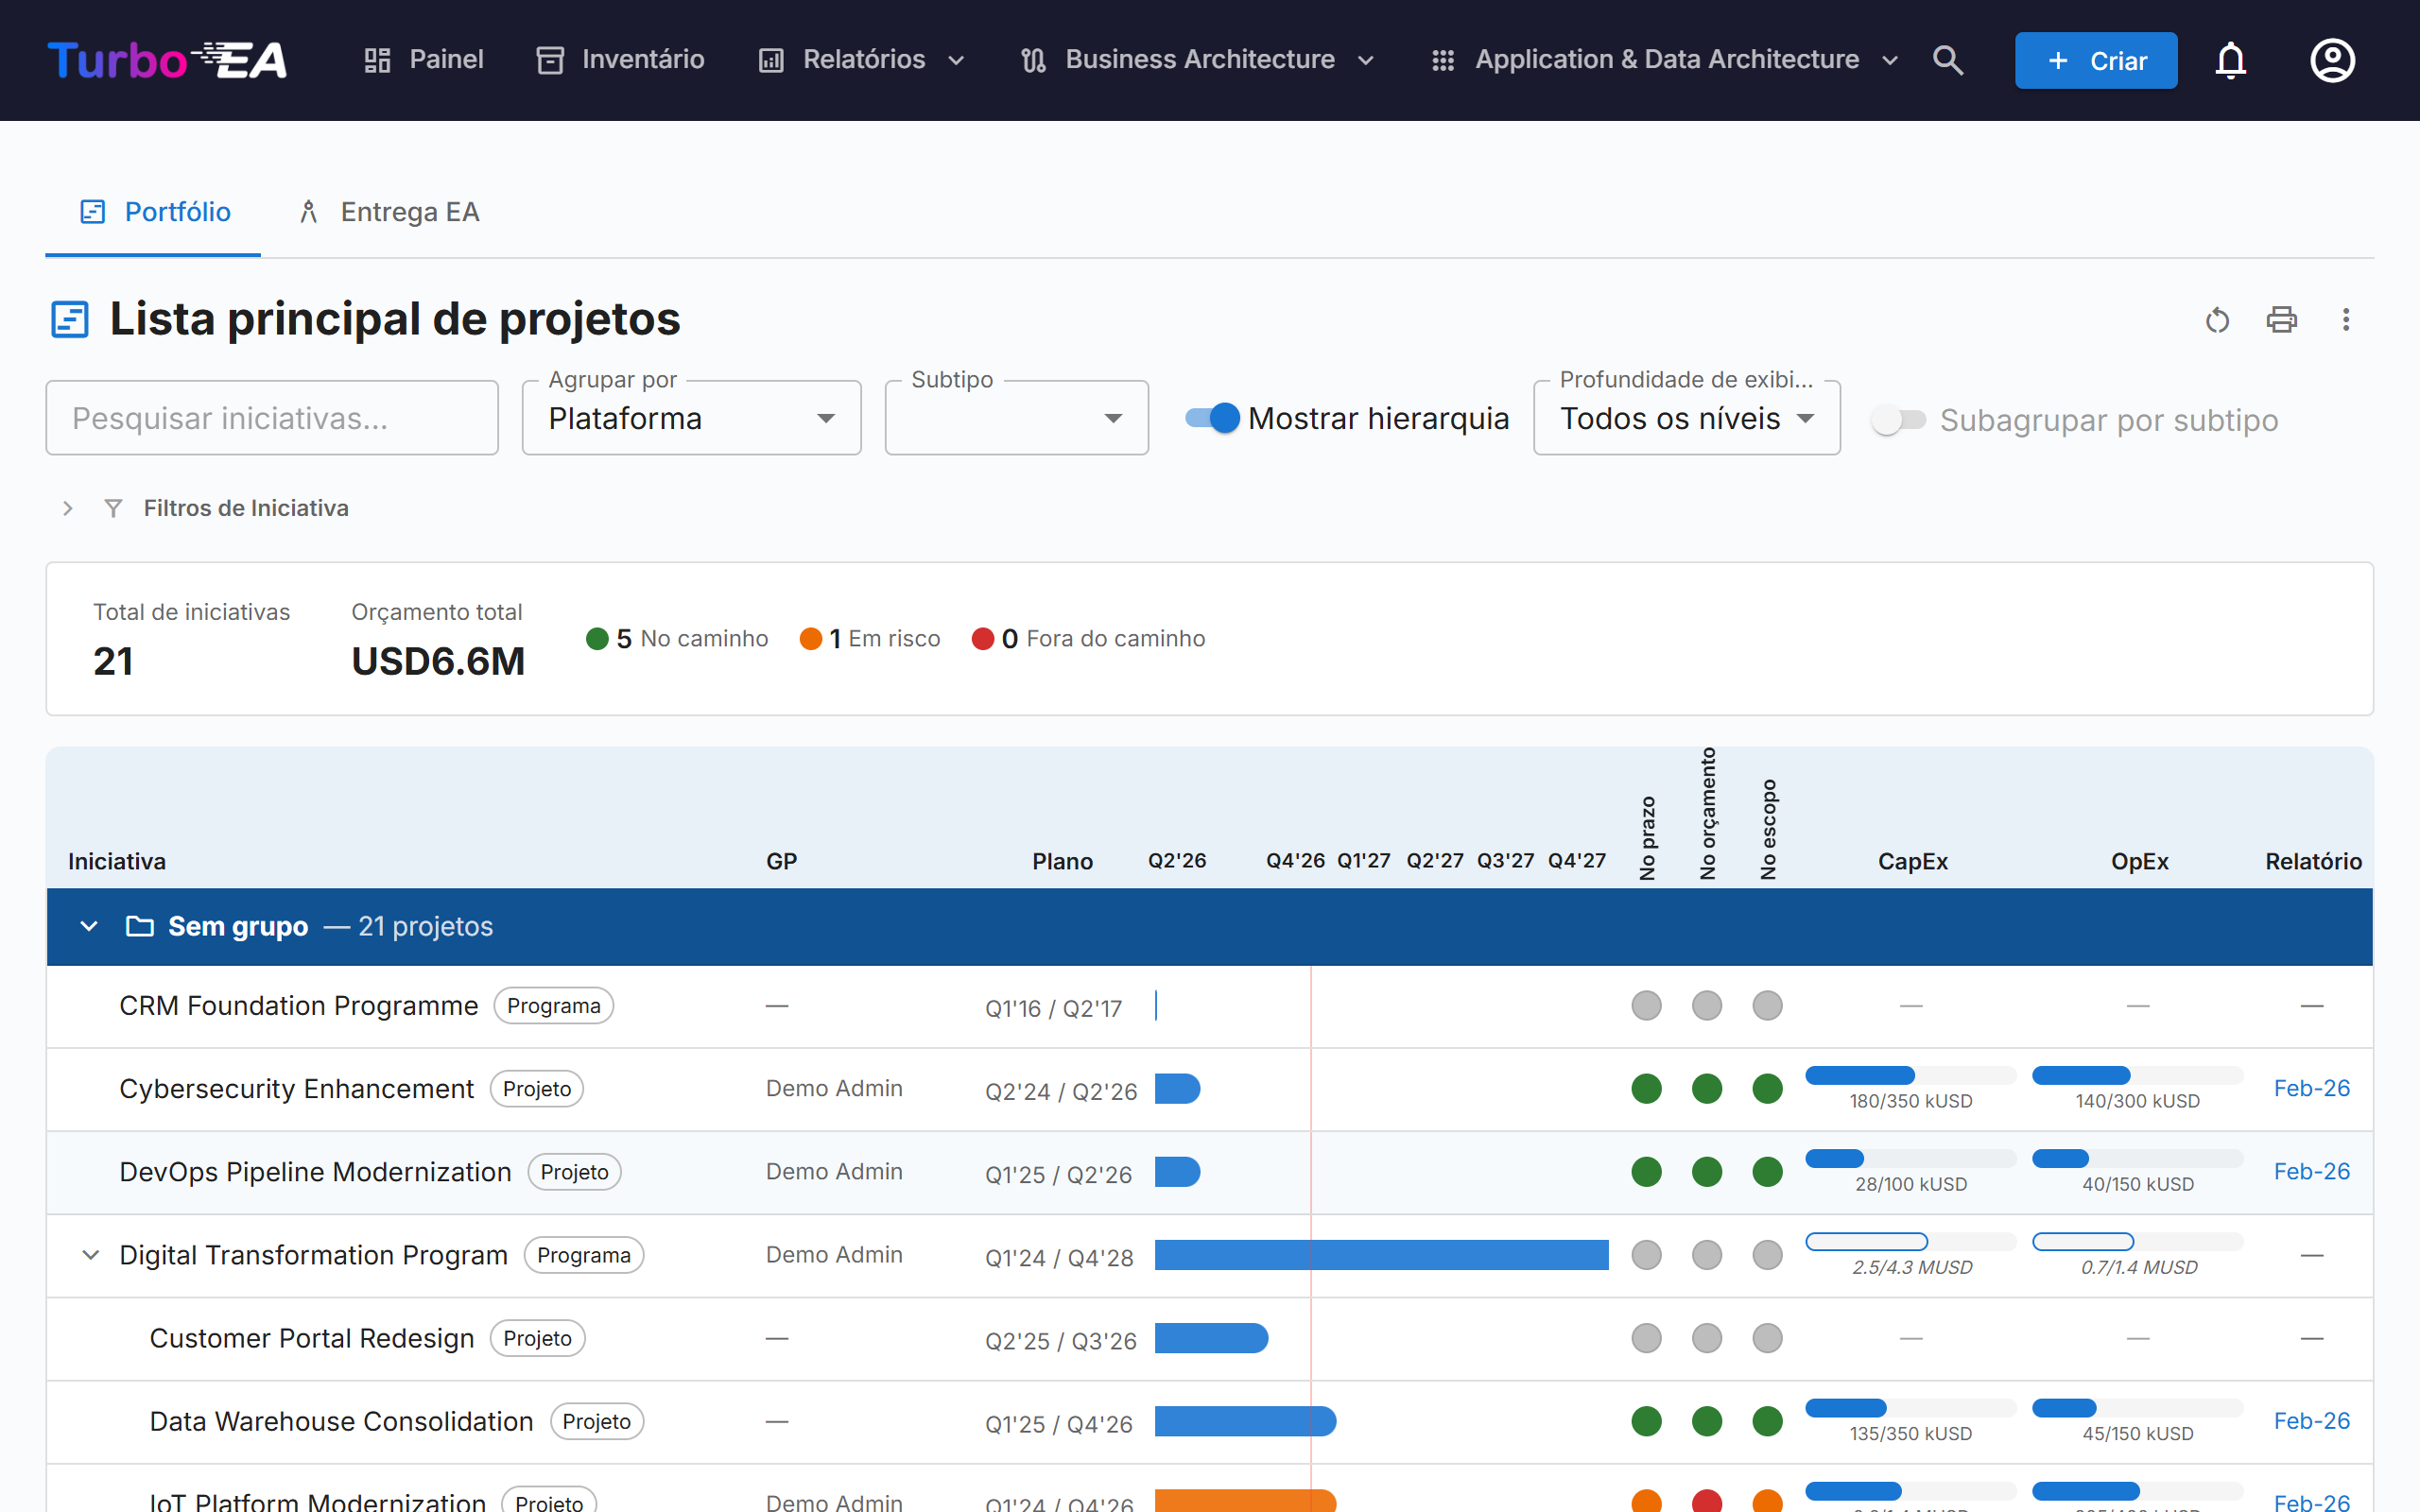 Turbo EA
Painel
Inventário
Relatórios
Business Architecture
Application & Data Architecture
Criar
Portfólio
Entrega EA
Lista principal de projetos
Pesquisar iniciativas...
Agrupar por
Plataforma
Subtipo
Mostrar hierarquia
Profundidade de exibi...
Todos os níveis
Subagrupar por subtipo
Filtros de Iniciativa
Total de iniciativas
21
Orçamento total
USD6.6M
5 No caminho
1 Em risco
0 Fora do caminho
Iniciativa GP Plano Q2'26 Q4'26 Q1'27 Q2'27 Q3'27 Q4'27 No prazo No orçamento No escopo CapEx OpEx Relatório
Sem grupo — 21 projetos
CRM Foundation Programme Programa — Q1'16 / Q2'17 — — —
Cybersecurity Enhancement Projeto Demo Admin Q2'24 / Q2'26 180/350 kUSD 140/300 kUSD Feb-26
DevOps Pipeline Modernization Projeto Demo Admin Q1'25 / Q2'26 28/100 kUSD 40/150 kUSD Feb-26
Digital Transformation Program Programa Demo Admin Q1'24 / Q4'28 2.5/4.3 MUSD 0.7/1.4 MUSD —
Customer Portal Redesign Projeto — Q2'25 / Q3'26 — — —
Data Warehouse Consolidation Projeto — Q1'25 / Q4'26 135/350 kUSD 45/150 kUSD Feb-26
IoT Platform Modernization Projeto Demo Admin Q1'24 / Q4'26 Feb-26